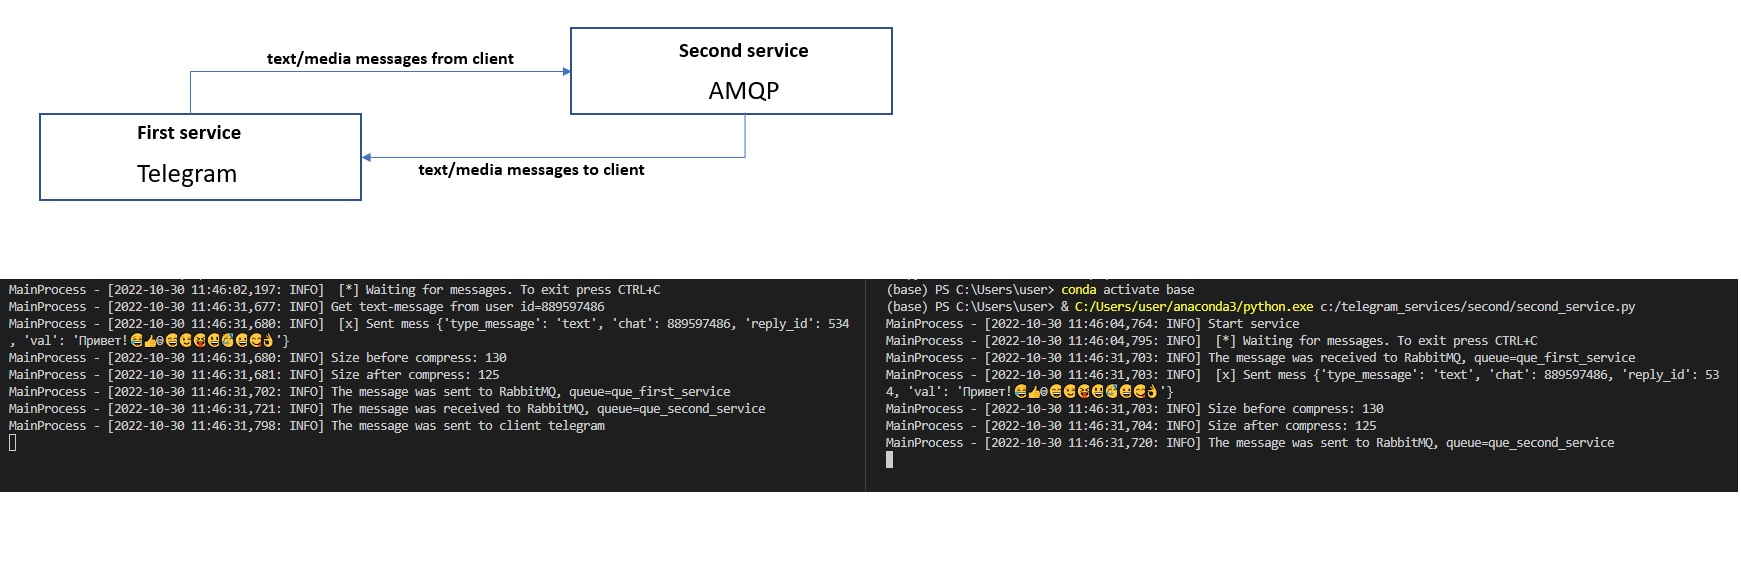 text/media messages from client
Second service
AMQP
First service
Telegram
text/media messages to client
MainProcess - [2022-10-30 11:46:02,197: INFO]  [*] Waiting for messages. To exit press CTRL+C
MainProcess - [2022-10-30 11:46:31,677: INFO] Get text-message from user id=889597486
MainProcess - [2022-10-30 11:46:31,680: INFO]  [x] Sent mess {'type_message': 'text', 'chat': 889597486, 'reply_id': 534
, 'val': 'Привет!😂👍☺😅😉😝😃🥳😀😋👌'}
MainProcess - [2022-10-30 11:46:31,680: INFO] Size before compress: 130
MainProcess - [2022-10-30 11:46:31,681: INFO] Size after compress: 125
MainProcess - [2022-10-30 11:46:31,702: INFO] The message was sent to RabbitMQ, queue=que_first_service
MainProcess - [2022-10-30 11:46:31,721: INFO] The message was received to RabbitMQ, queue=que_second_service
MainProcess - [2022-10-30 11:46:31,798: INFO] The message was sent to client telegram
(base) PS C:\Users\user> conda activate base
(base) PS C:\Users\user> & C:/Users/user/anaconda3/python.exe c:/telegram_services/second/second_service.py
MainProcess - [2022-10-30 11:46:04,764: INFO] Start service
MainProcess - [2022-10-30 11:46:04,795: INFO]  [*] Waiting for messages. To exit press CTRL+C
MainProcess - [2022-10-30 11:46:31,703: INFO] The message was received to RabbitMQ, queue=que_first_service
MainProcess - [2022-10-30 11:46:31,703: INFO]  [x] Sent mess {'type_message': 'text', 'chat': 889597486, 'reply_id': 53
4, 'val': 'Привет!😂👍☺😅😉😝😃🥳😀😋👌'}
MainProcess - [2022-10-30 11:46:31,703: INFO] Size before compress: 130
MainProcess - [2022-10-30 11:46:31,704: INFO] Size after compress: 125
MainProcess - [2022-10-30 11:46:31,720: INFO] The message was sent to RabbitMQ, queue=que_second_service